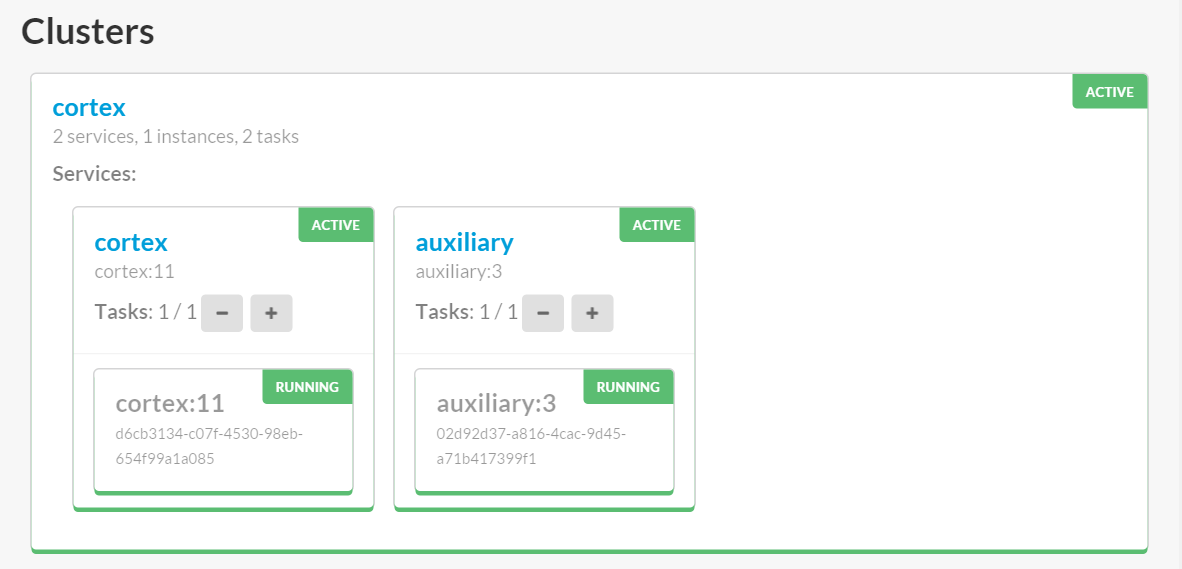 Clusters
ACTIVE
cortex
2 services, 1 instances, 2 tasks
Services:
ACTIVE
cortex
cortex:11
Tasks: 1 / 1 − +
RUNNING
cortex:11
d6cb3134-c07f-4530-98eb-
654f99a1a085
ACTIVE
auxiliary
auxiliary:3
Tasks: 1 / 1 − +
RUNNING
auxiliary:3
02d92d37-a816-4cac-9d45-
a71b417399f1